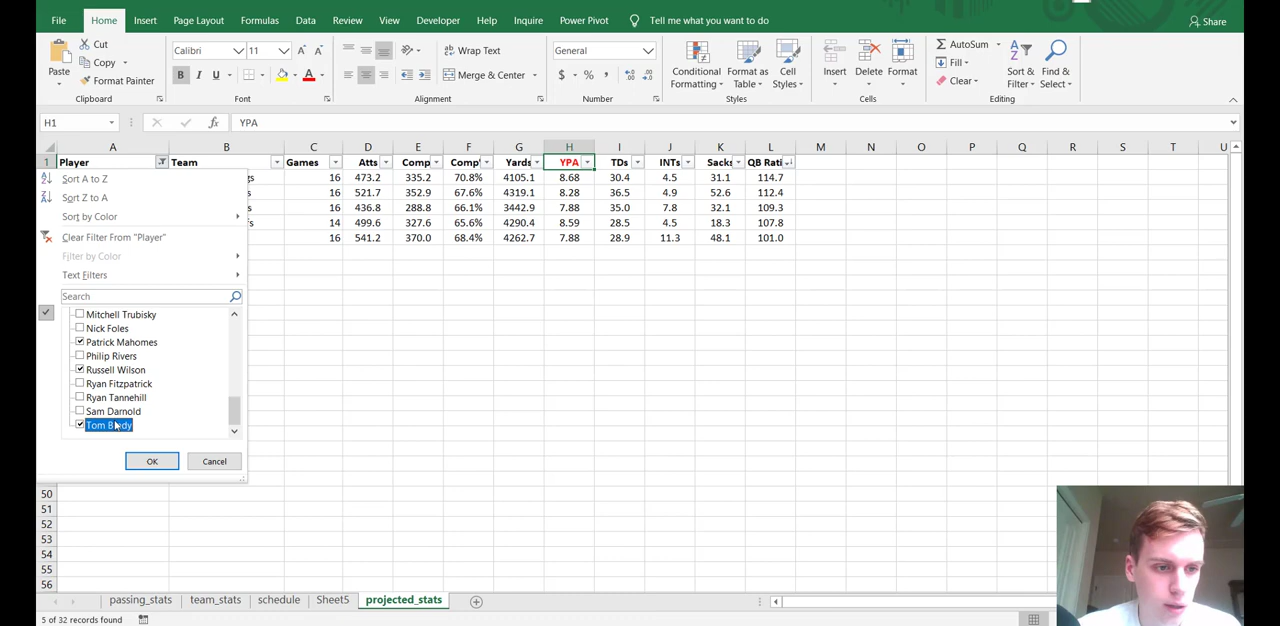 File Home Insert Page Layout Formulas Data Review View Developer Help Inquire Power Pivot Tell me what you want to do Share
Cut
Copy
Format Painter
Paste
Clipboard
Calibri 11 A A
B I U A
Font
Wrap Text
Merge & Center
Alignment
General
$ % ,
Number
Conditional Formatting
Format as Table
Cell Styles
Styles
Insert Delete Format
Cells
AutoSum
Fill
Clear
Sort & Filter
Find & Select
Editing
H1 fx YPA
A B C D E F G H I J K L M N O P Q R S T U
1 Player Team Games Atts Comp Comp% Yards YPA TDs INTs Sacks QB Rati
gs 16 473.2 335.2 70.8% 4105.1 8.68 30.4 4.5 31.1 114.7
s 16 521.7 352.9 67.6% 4319.1 8.28 36.5 4.9 52.6 112.4
s 16 436.8 288.8 66.1% 3442.9 7.88 35.0 7.8 32.1 109.3
fs 14 499.6 327.6 65.6% 4290.4 8.59 28.5 4.5 18.3 107.8
16 541.2 370.0 68.4% 4262.7 7.88 28.9 11.3 48.1 101.0
Sort A to Z
Sort Z to A
Sort by Color
Clear Filter From "Player"
Filter by Color
Text Filters
Search
Mitchell Trubisky
Nick Foles
Patrick Mahomes
Philip Rivers
Russell Wilson
Ryan Fitzpatrick
Ryan Tannehill
Sam Darnold
Tom Brady
OK Cancel
50
51
52
53
54
55
56
passing_stats team_stats schedule Sheet5 projected_stats
5 of 32 records found